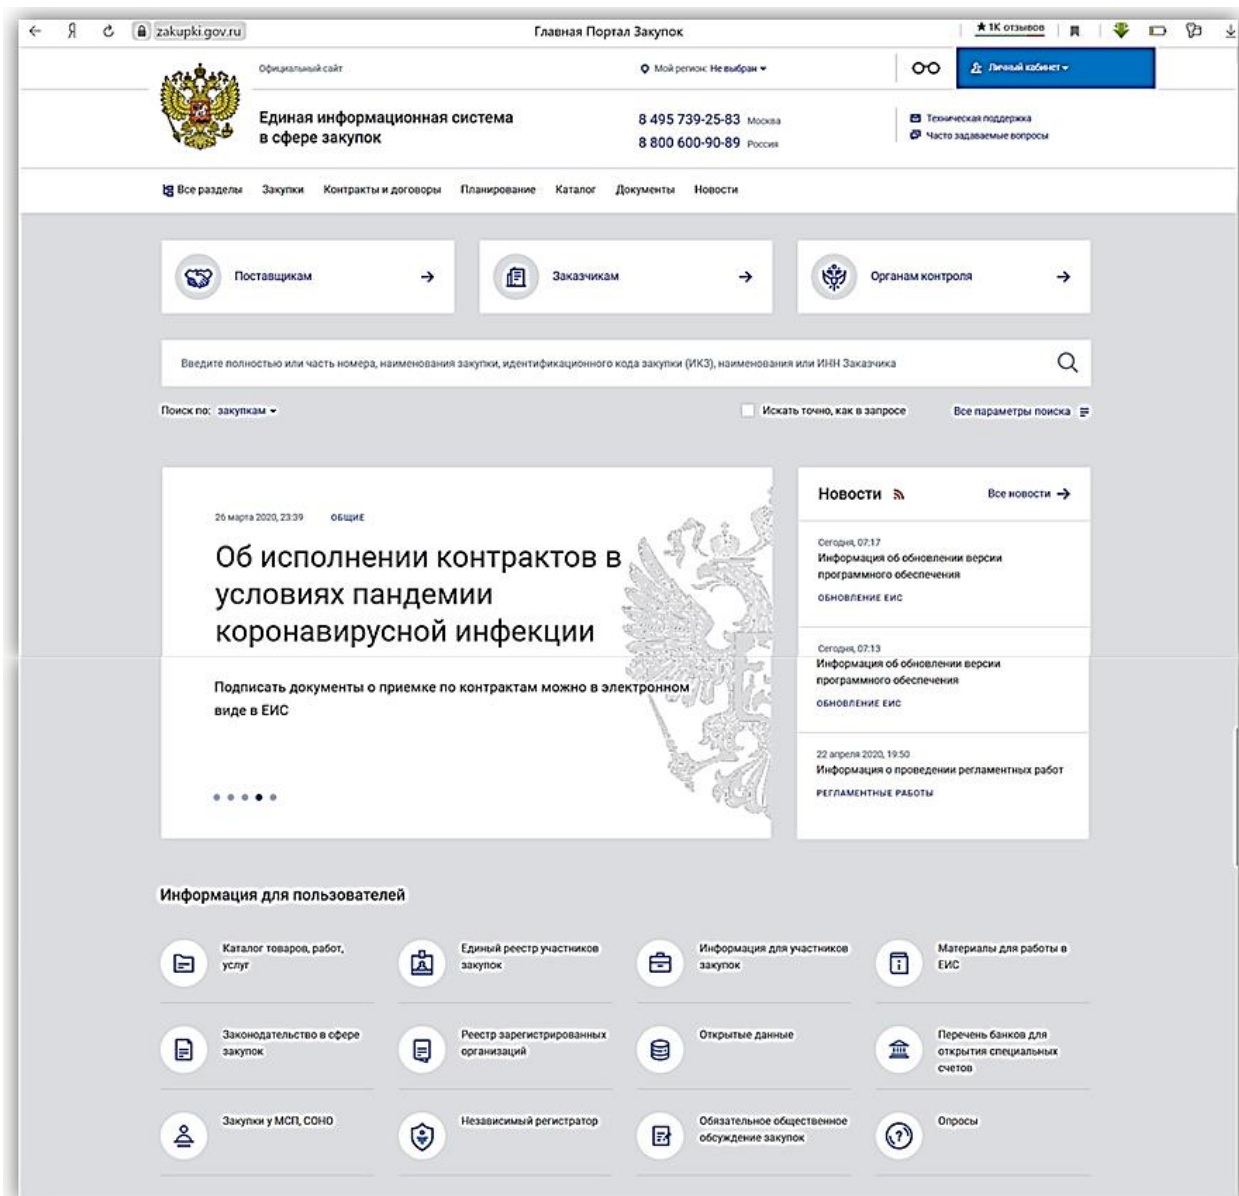 zakupki.gov.ru
Главная Портал Закупок
★ 1K отзывов
Официальный сайт
Мой регион: Не выбран
Личный кабинет
Единая информационная система
в сфере закупок
8 495 739-25-83 Москва
8 800 600-90-89 Россия
Техническая поддержка
Часто задаваемые вопросы
Все разделы Закупки Контракты и договоры Планирование Каталог Документы Новости
Поставщикам
Заказчикам
Органам контроля
Введите полностью или часть номера, наименования закупки, идентификационного кода закупки (ИКЗ), наименования или ИНН Заказчика
Поиск по: закупкам
Искать точно, как в запросе
Все параметры поиска
26 марта 2020, 23:39 ОБЩИЕ
Об исполнении контрактов в
условиях пандемии
коронавирусной инфекции
Подписать документы о приемке по контрактам можно в электронном
виде в ЕИС
Новости
Все новости
Сегодня, 07:17
Информация об обновлении версии
программного обеспечения
ОБНОВЛЕНИЕ ЕИС
Сегодня, 07:13
Информация об обновлении версии
программного обеспечения
ОБНОВЛЕНИЕ ЕИС
22 апреля 2020, 19:50
Информация о проведении регламентных работ
РЕГЛАМЕНТНЫЕ РАБОТЫ
Информация для пользователей
Каталог товаров, работ,
услуг
Единый реестр участников
закупок
Информация для участников
закупок
Материалы для работы в
ЕИС
Законодательство в сфере
закупок
Реестр зарегистрированных
организаций
Открытые данные
Перечень банков для
открытия специальных
счетов
Закупки у МСП, СОНО
Независимый регистратор
Обязательное общественное
обсуждение закупок
Опросы